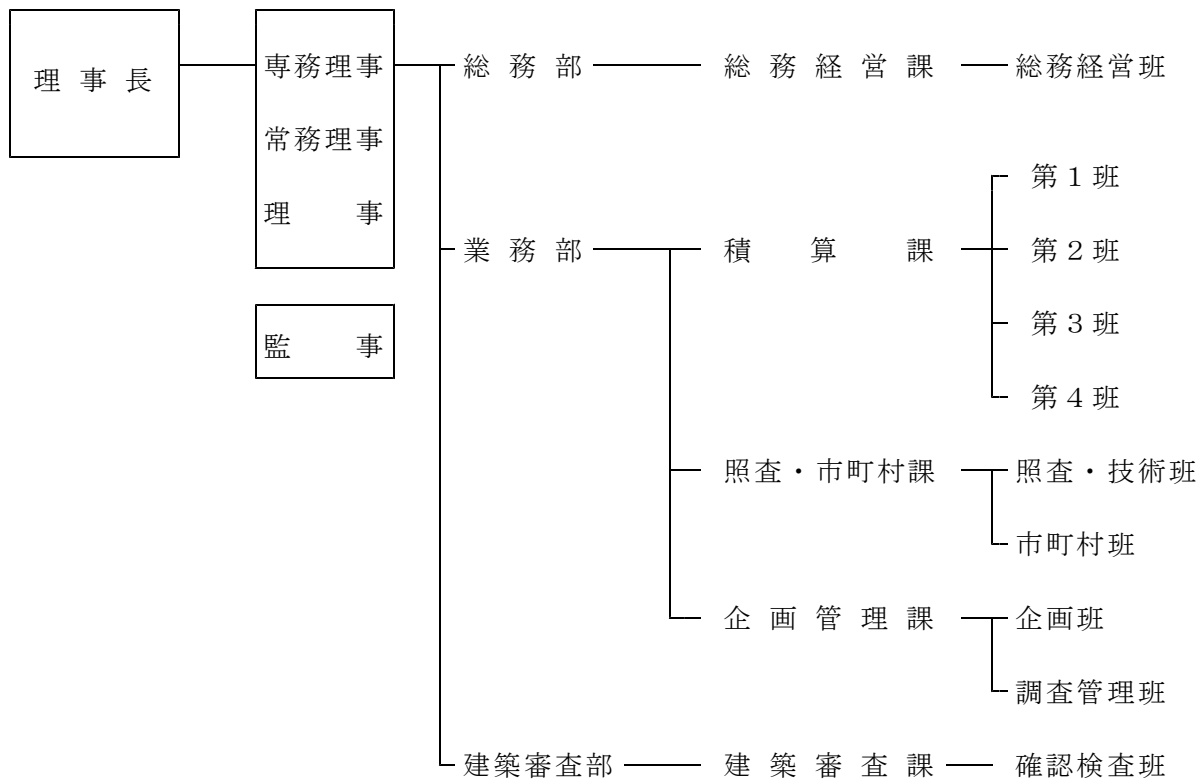 理事長 専務理事 総務部 総務経営課 総務経営班
常務理事
第1班
理事
業務部 積算課 第2班
第3班
監事
第4班
照査・市町村課 照査・技術班
市町村班
企画管理課 企画班
調査管理班
建築審査部 建築審査課 確認検査班